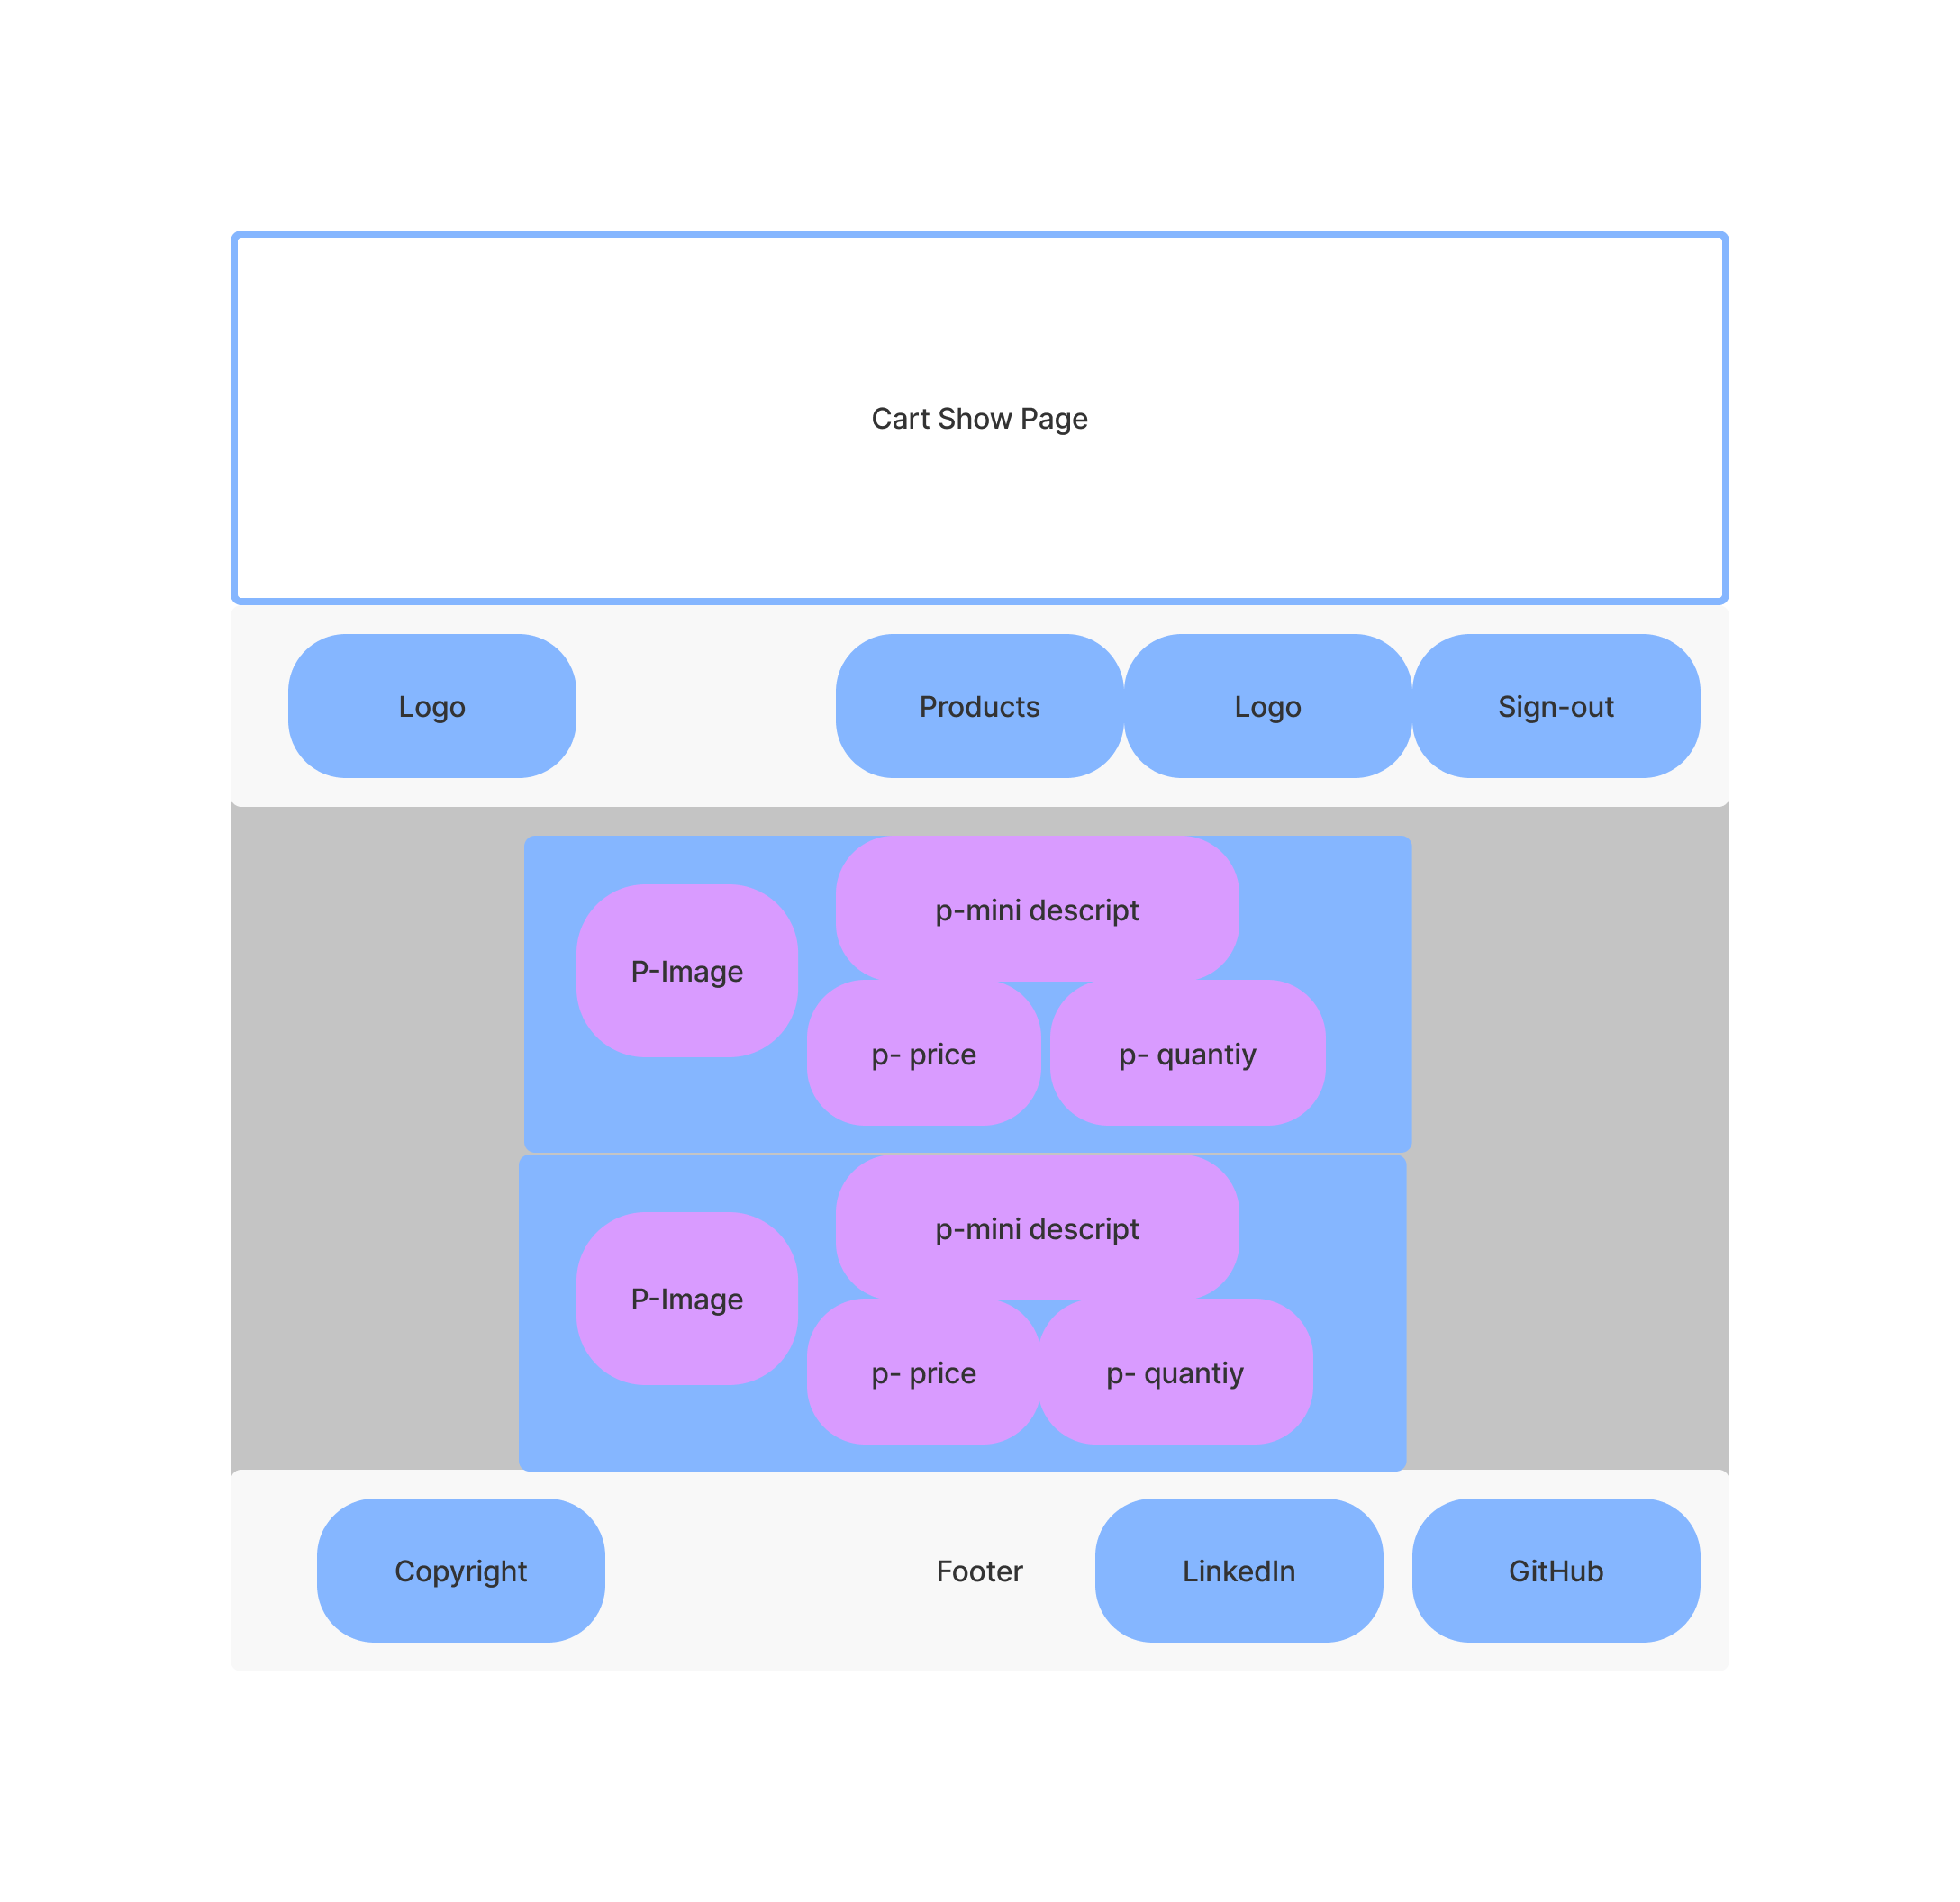 Cart Show Page
Logo
Products
Logo
Sign-out
p-mini descript
P-Image
p- price
p- quantiy
p-mini descript
P-Image
p- price
p- quantiy
Copyright
Footer
LinkedIn
GitHub